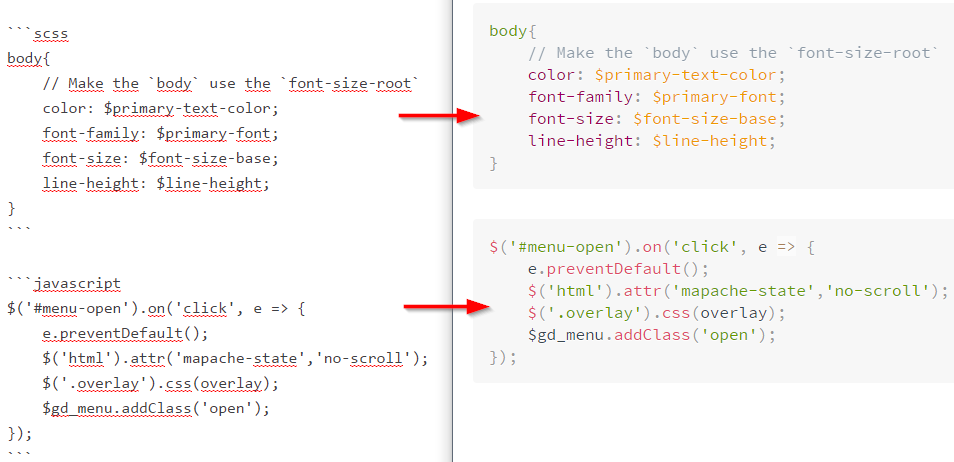 ```scss
body{
    // Make the `body` use the `font-size-root`
    color: $primary-text-color;
    font-family: $primary-font;
    font-size: $font-size-base;
    line-height: $line-height;
}
```
```javascript
$('#menu-open').on('click', e => {
    e.preventDefault();
    $('html').attr('mapache-state','no-scroll');
    $('.overlay').css(overlay);
    $gd_menu.addClass('open');
});
```
body{
    // Make the `body` use the `font-size-root`
    color: $primary-text-color;
    font-family: $primary-font;
    font-size: $font-size-base;
    line-height: $line-height;
}
$('#menu-open').on('click', e => {
    e.preventDefault();
    $('html').attr('mapache-state','no-scroll');
    $('.overlay').css(overlay);
    $gd_menu.addClass('open');
});